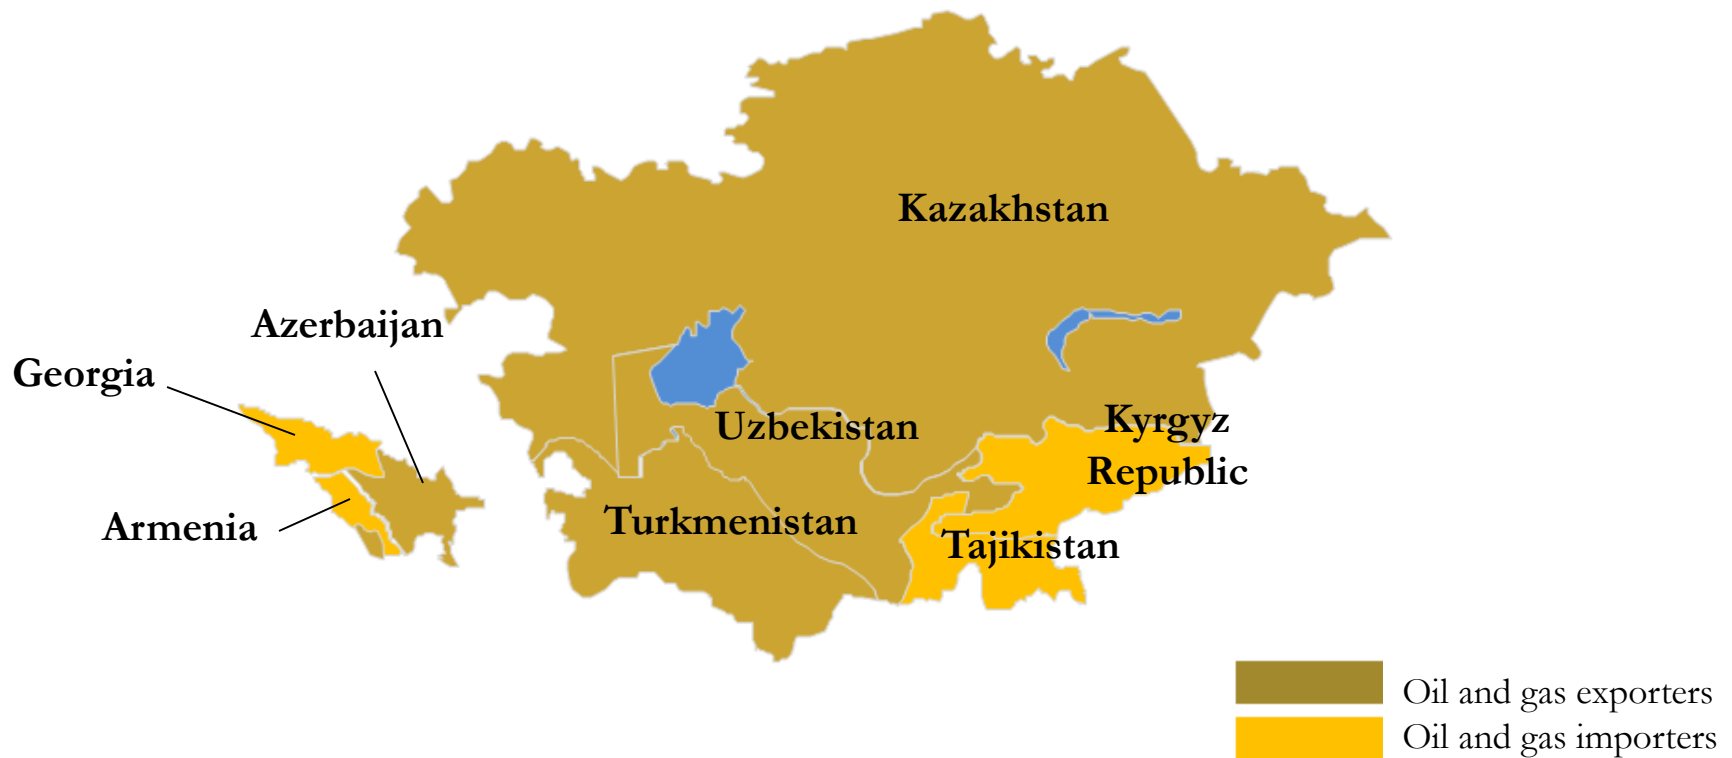 Kazakhstan
Azerbaijan
Georgia
Kyrgyz
Republic
Uzbekistan
Armenia
Turkmenistan
Tajikistan
Oil and gas exporters
Oil and gas importers